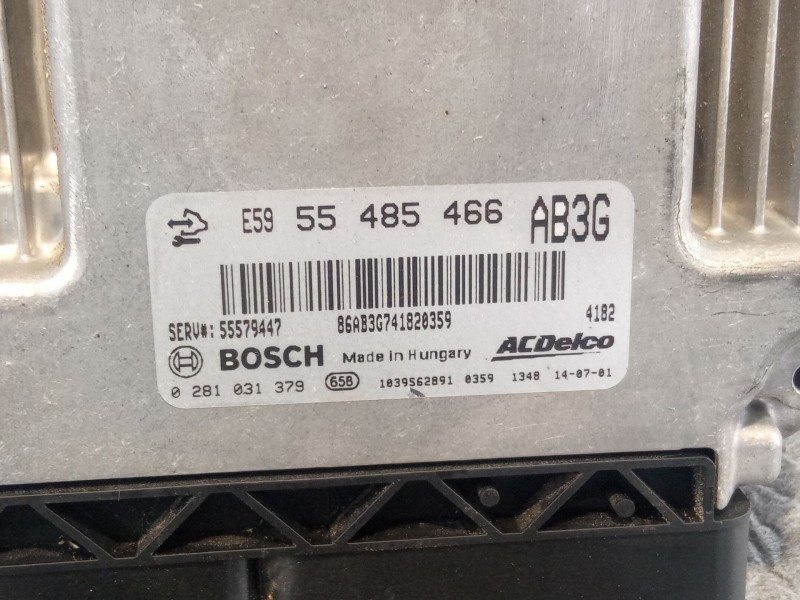 E59 55 485 466 AB3G
SERV#: 55579447 86AB3G741820359 4182
BOSCH Made in Hungary ACDelco
0 281 031 379 658 1039S62891 0359 1348 14-07-01